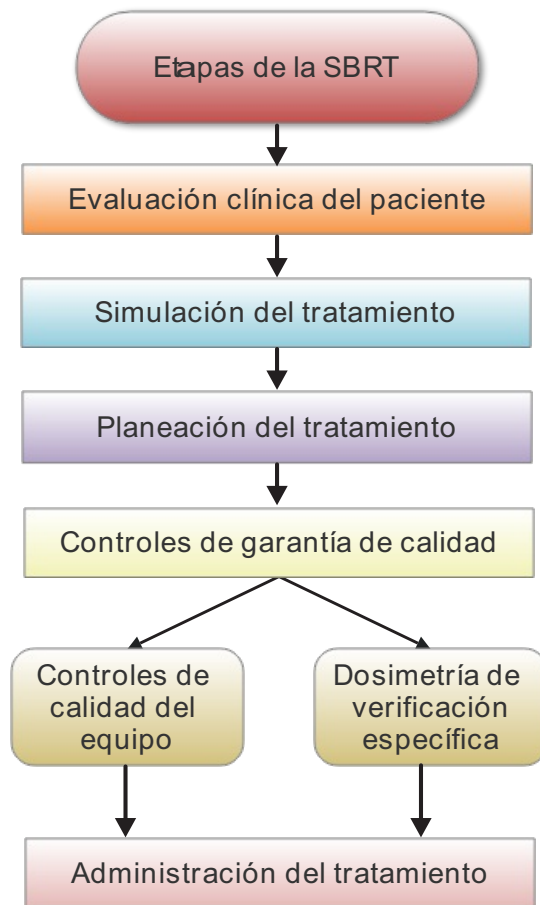 Etapas de la SBRT
Evaluación clínica del paciente
Simulación del tratamiento
Planeación del tratamiento
Controles de garantía de calidad
Controles de
calidad del
equipo
Dosimetría de
verificación
específica
Administración del tratamiento